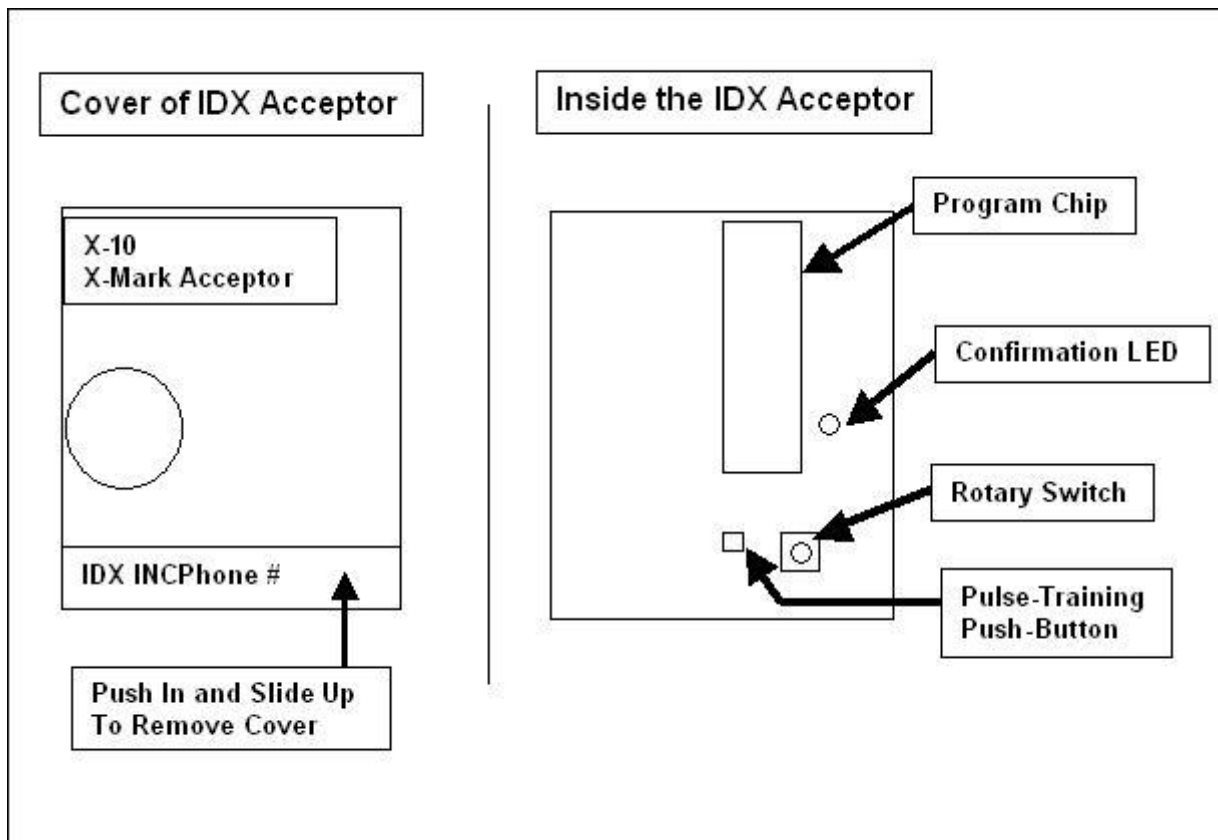 Cover of IDX Acceptor
X-10
X-Mark Acceptor
IDX INCPhone #
Push In and Slide Up
To Remove Cover
Inside the IDX Acceptor
Program Chip
Confirmation LED
Rotary Switch
Pulse-Training
Push-Button